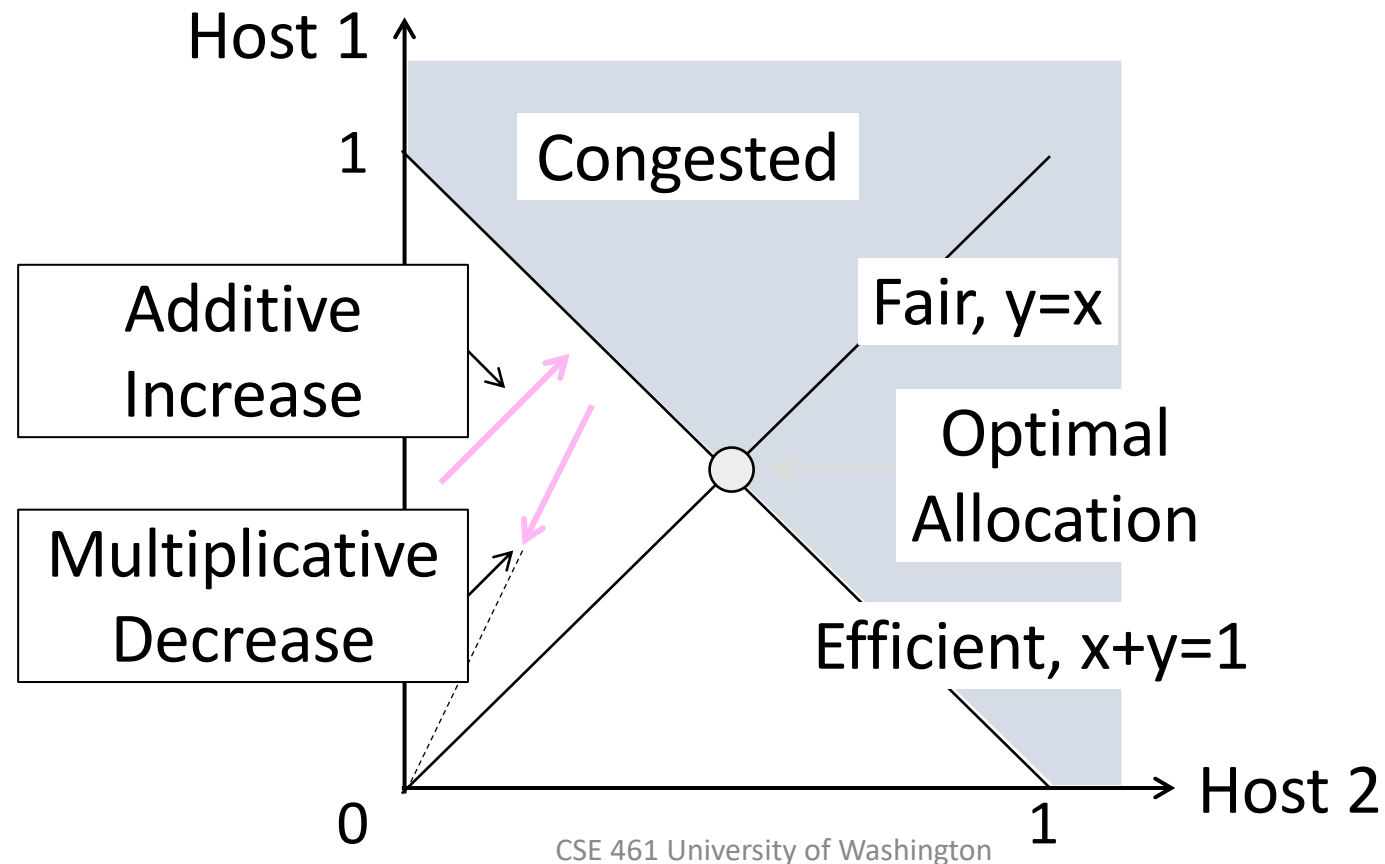 Host 1
1
Congested
Additive
Increase
Fair, y=x
Optimal
Allocation
Multiplicative
Decrease
Efficient, x+y=1
Host 2
0
1
CSE 461 University of Washington